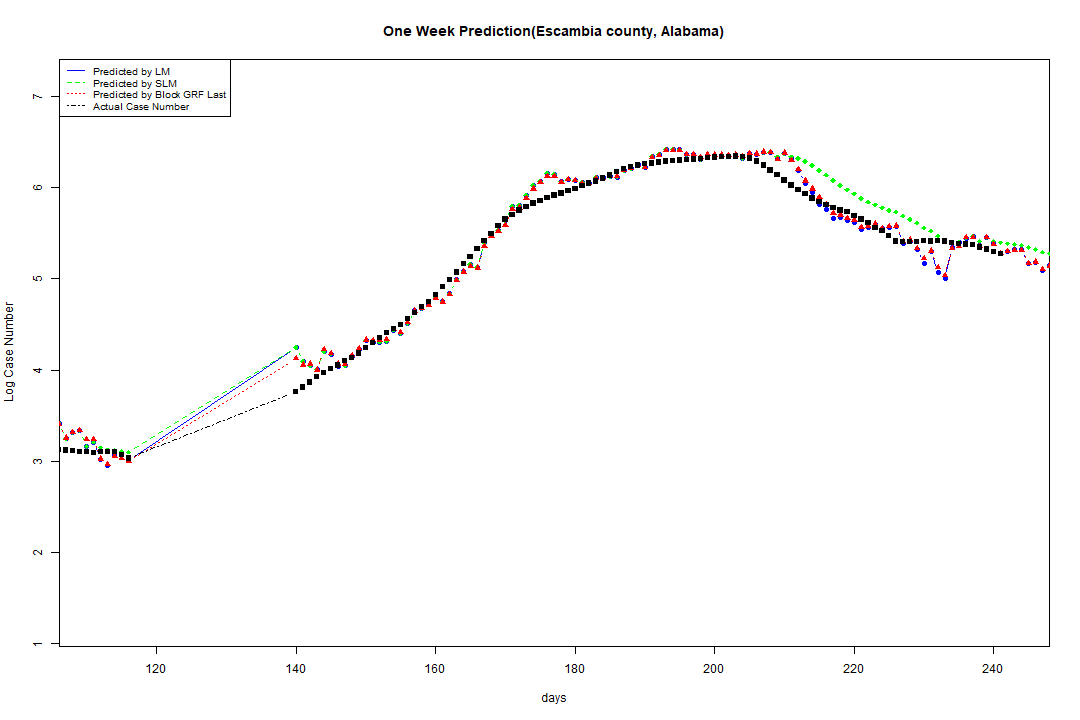 One Week Prediction(Escambia county, Alabama)
Predicted by LM
Predicted by SLM
Predicted by Block GRF Last
Actual Case Number
Log Case Number
7
6
5
4
3
2
1
120 140 160 180 200 220 240
days